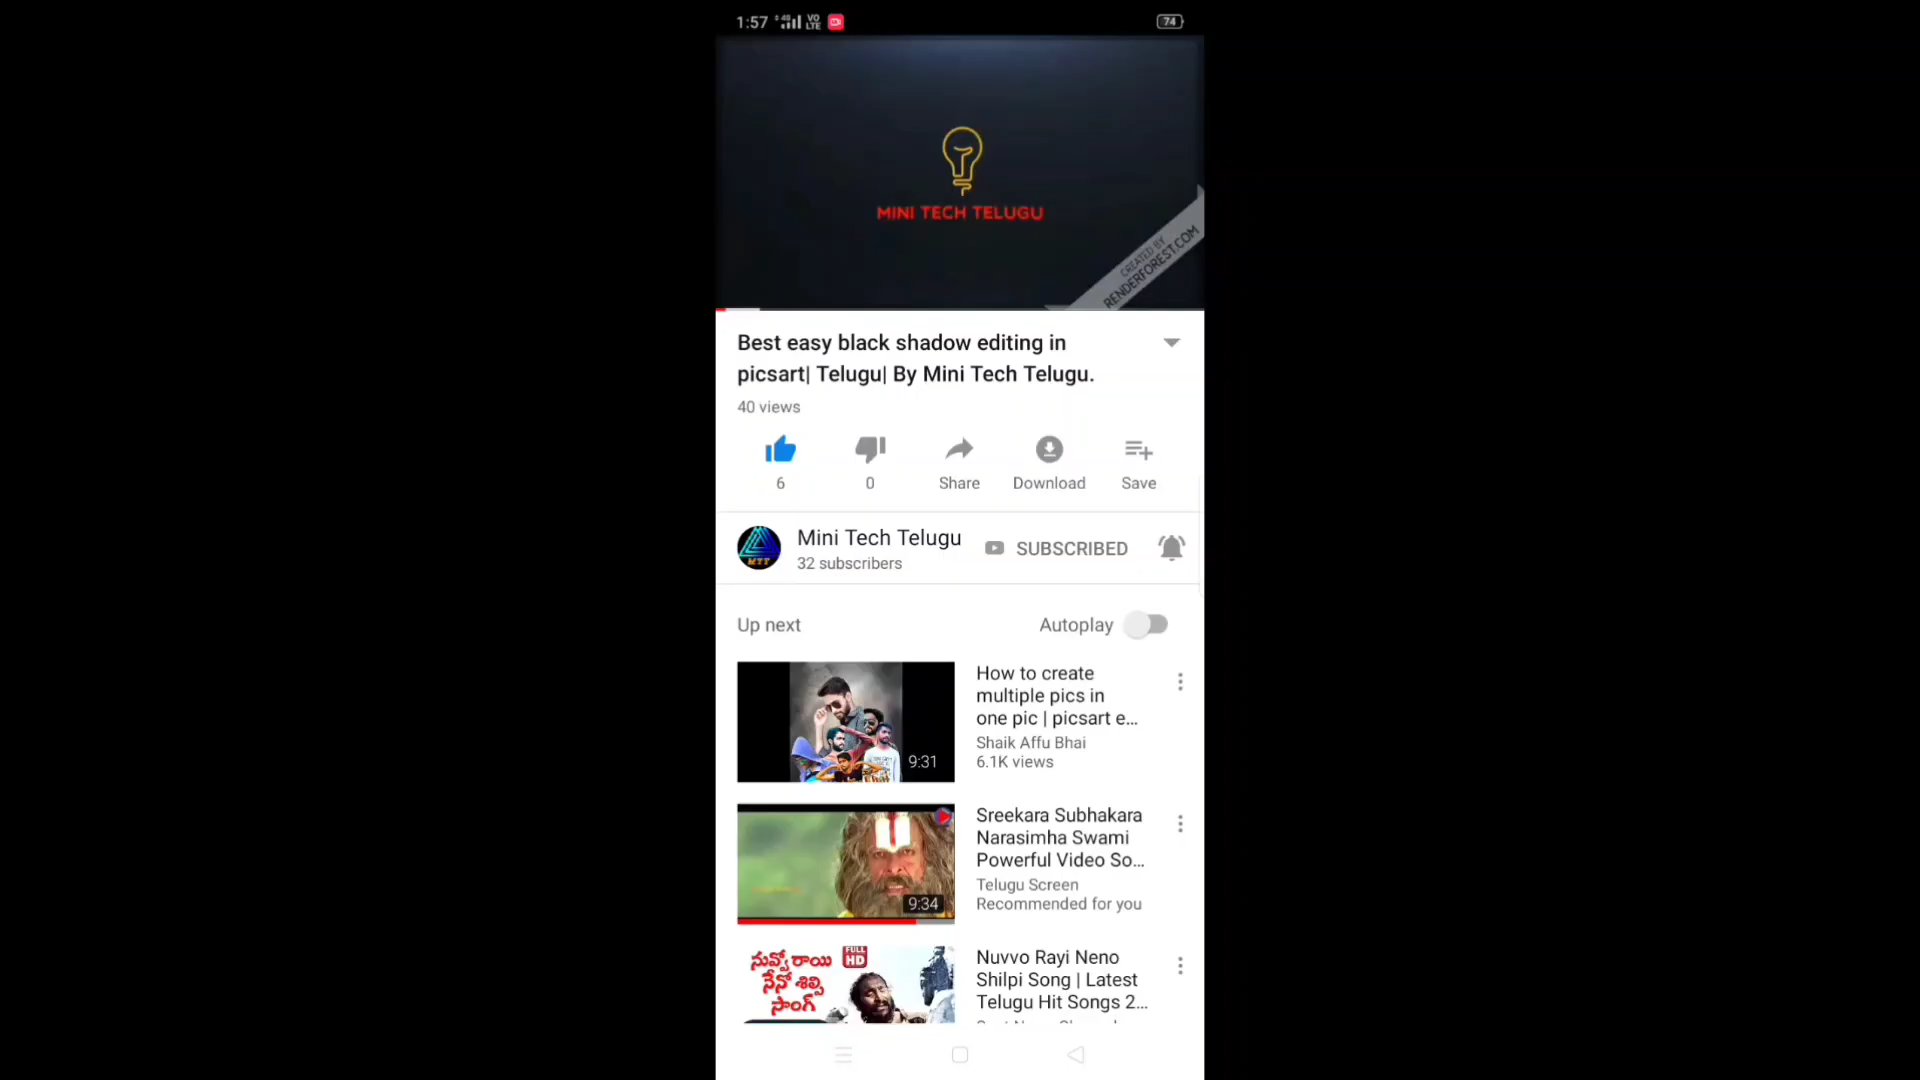 1:57 4G VO LTE 74
MINI TECH TELUGU
CREATED BY
RENDERFOREST.COM
Best easy black shadow editing in
picsart| Telugu| By Mini Tech Telugu.
40 views
6 0 Share Download Save
MTT
Mini Tech Telugu
32 subscribers
SUBSCRIBED
Up next Autoplay
9:31
How to create
multiple pics in
one pic | picsart e...
Shaik Affu Bhai
6.1K views
9:34
Sreekara Subhakara
Narasimha Swami
Powerful Video So...
Telugu Screen
Recommended for you
నువ్వో రాయి
నేనో శిల్పి
సాంగ్
FULL
HD
Nuvvo Rayi Neno
Shilpi Song | Latest
Telugu Hit Songs 2...